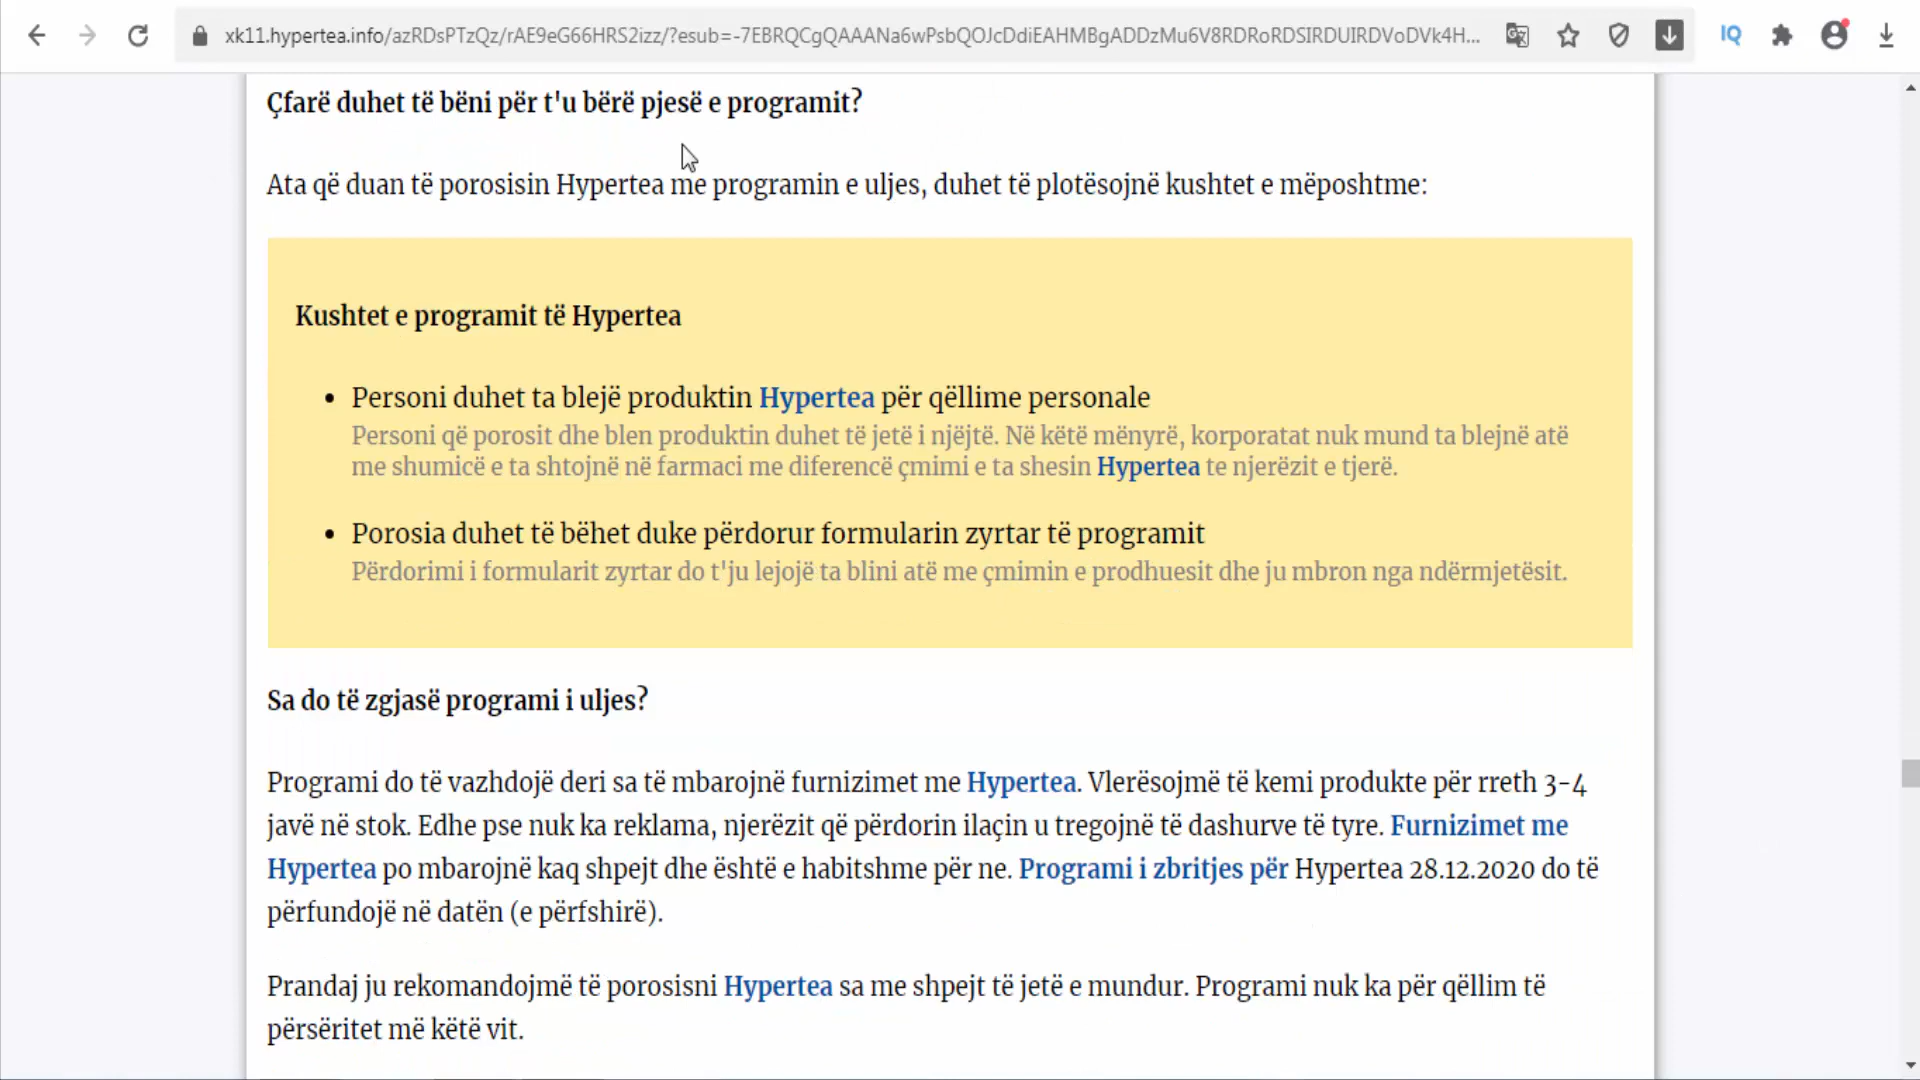 xk11.hypertea.info/azRDsPTzQz/rAE9eG66HRS2izz/?esub=-7EBRQCgQAAANa6wPsbQOJcDdiEAHMBgADDzMu6V8RDRoRDSIRDUIRDVoDVk4H...
IQ
Çfarë duhet të bëni për t'u bërë pjesë e programit?
Ata që duan të porosisin Hypertea me programin e uljes, duhet të plotësojnë kushtet e mëposhtme:
Kushtet e programit të Hypertea
• Personi duhet ta blejë produktin Hypertea për qëllime personale
Personi që porosit dhe blen produktin duhet të jetë i njëjtë. Në këtë mënyrë, korporatat nuk mund ta blejnë atë
me shumicë e ta shtojnë në farmaci me diferencë çmimi e ta shesin Hypertea te njerëzit e tjerë.
• Porosia duhet të bëhet duke përdorur formularin zyrtar të programit
Përdorimi i formularit zyrtar do t'ju lejojë ta blini atë me çmimin e prodhuesit dhe ju mbron nga ndërmjetësit.
Sa do të zgjasë programi i uljes?
Programi do të vazhdojë deri sa të mbarojnë furnizimet me Hypertea. Vlerësojmë të kemi produkte për rreth 3-4
javë në stok. Edhe pse nuk ka reklama, njerëzit që përdorin ilaçin u tregojnë të dashurve të tyre. Furnizimet me
Hypertea po mbarojnë kaq shpejt dhe është e habitshme për ne. Programi i zbritjes për Hypertea 28.12.2020 do të
përfundojë në datën (e përfshirë).
Prandaj ju rekomandojmë të porosisni Hypertea sa me shpejt të jetë e mundur. Programi nuk ka për qëllim të
përsëritet më këtë vit.